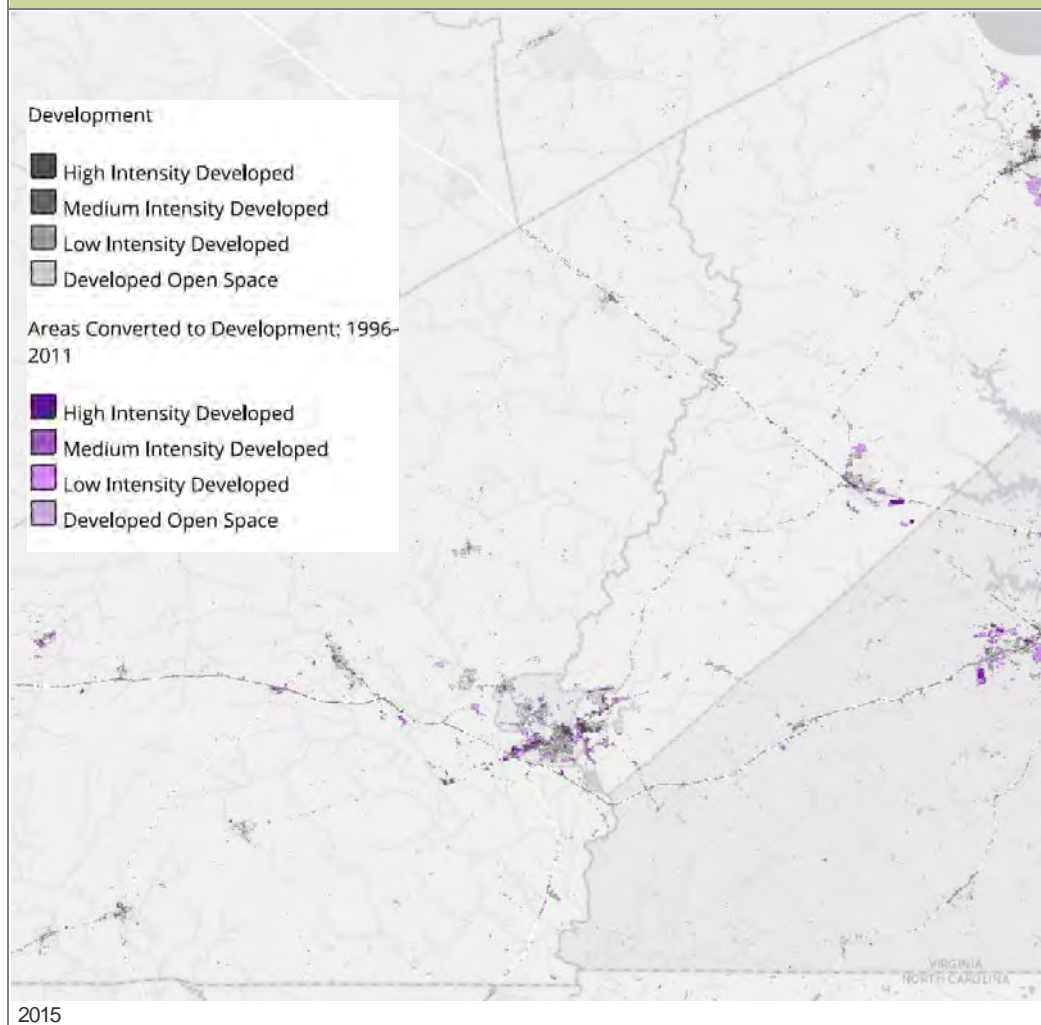 Development
High Intensity Developed
Medium Intensity Developed
Low Intensity Developed
Developed Open Space
Areas Converted to Development: 1996–
2011
High Intensity Developed
Medium Intensity Developed
Low Intensity Developed
Developed Open Space
VIRGINIA
NORTH CAROLINA
2015